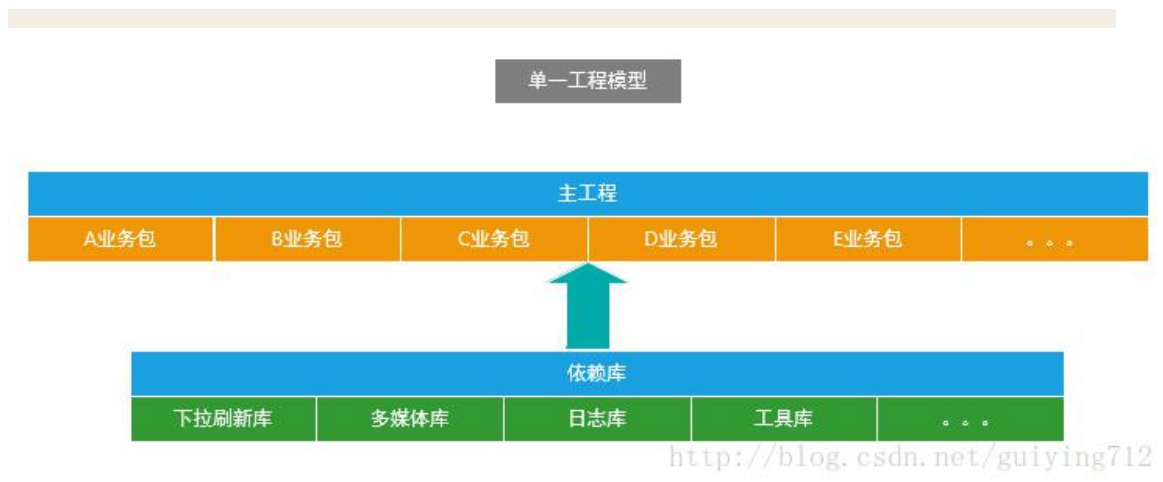 单一工程模型
主工程
A业务包 B业务包 C业务包 D业务包 E业务包 。。。
依赖库
下拉刷新库 多媒体库 日志库 工具库 。。。
http://blog.csdn.net/guiying712